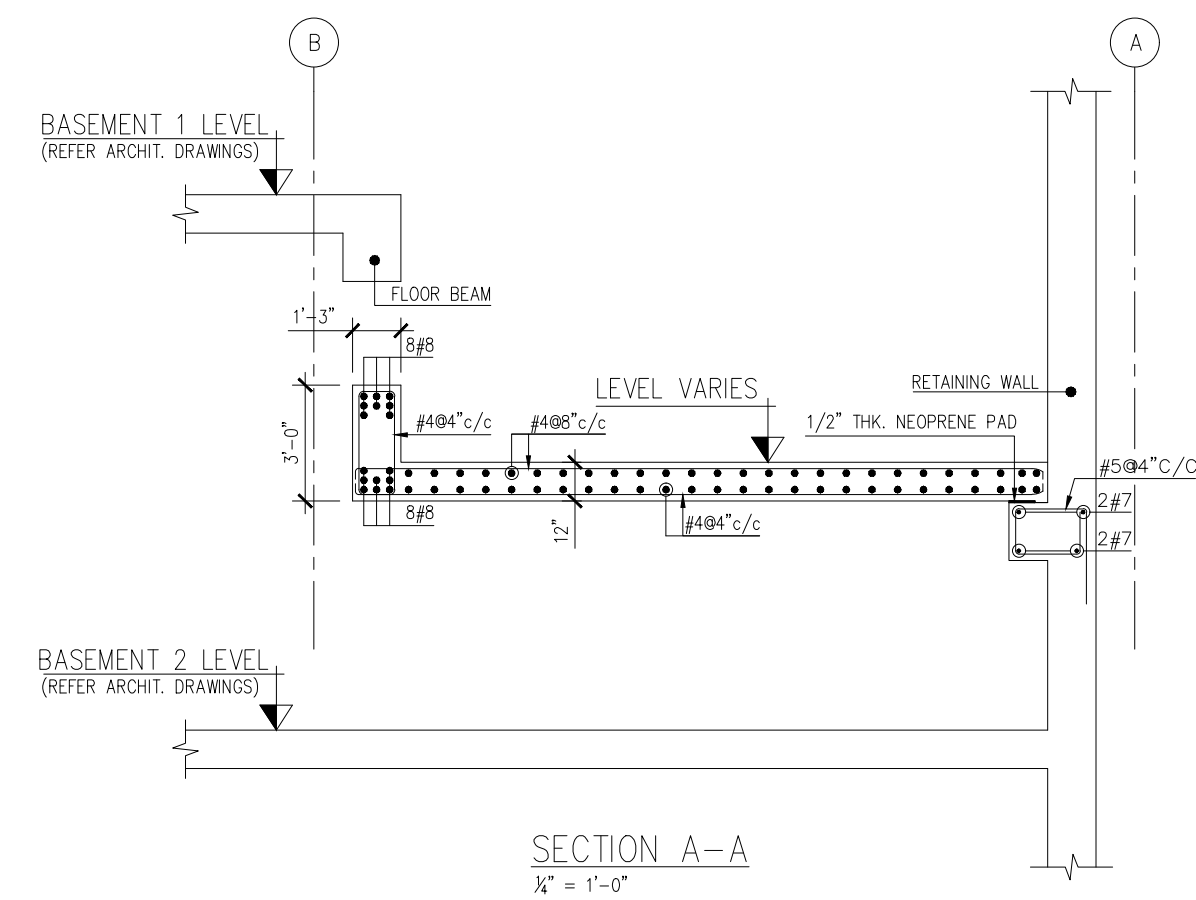 B
A
BASEMENT 1 LEVEL
(REFER ARCHIT. DRAWINGS)
FLOOR BEAM
1'-3"
8#8
LEVEL VARIES
RETAINING WALL
#4@4"c/c
#4@8"c/c
1/2" THK. NEOPRENE PAD
3'-0"
#5@4"C/C
2#7
8#8
12"
#4@4"c/c
2#7
BASEMENT 2 LEVEL
(REFER ARCHIT. DRAWINGS)
SECTION A-A
¼" = 1'-0"